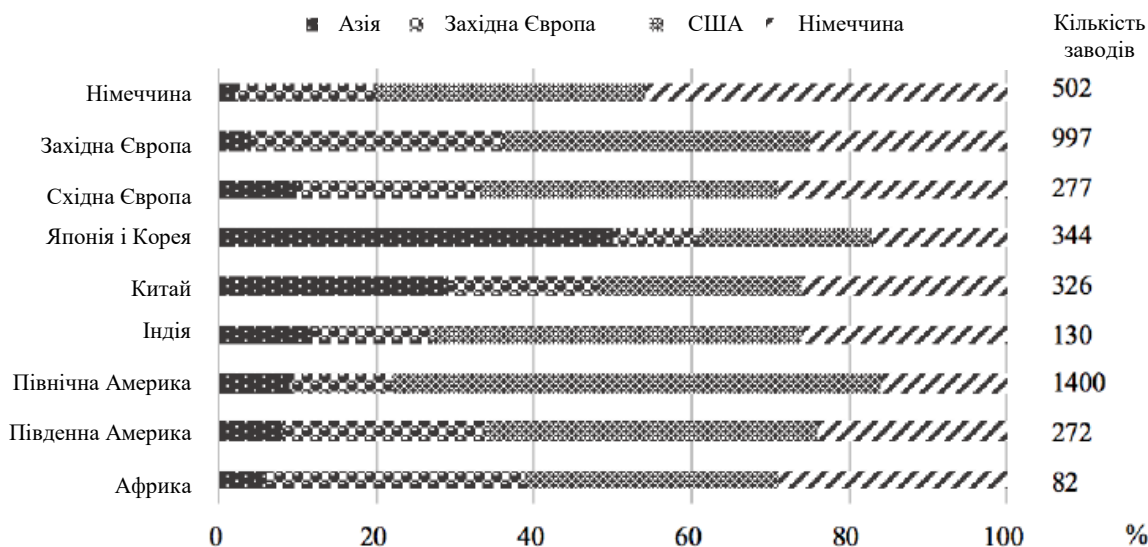 Азія Західна Європа США Німеччина
Кількість
заводів
Німеччина 502
Західна Європа 997
Східна Європа 277
Японія і Корея 344
Китай 326
Індія 130
Північна Америка 1400
Південна Америка 272
Африка 82
0 20 40 60 80 100 %